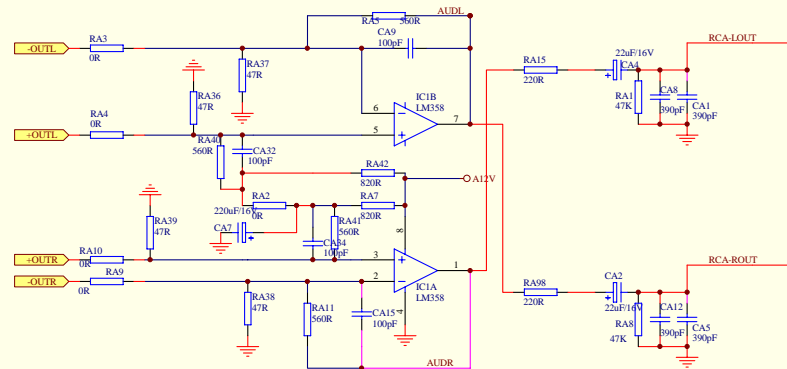 AUDL
RA5
560R
CA9
100pF
-OUTL
RA3
0R
RA37
47R
RA36
47R
+OUTL
RA4
0R
6
5
7
IC1B
LM358
RA40
560R
CA32
100pF
RA42
820R
A12V
RA2
0R
RA7
820R
220uF/16V
CA7
RA41
560R
CA34
100pF
RA39
47R
+OUTR
RA10
0R
-OUTR
RA9
0R
3
2
1
8
4
IC1A
LM358
RA38
47R
RA11
560R
CA15
100pF
AUDR
RA15
220R
22uF/16V
CA4
RA1
47K
CA8
390pF
CA1
390pF
RCA-LOUT
RA98
220R
CA2
22uF/16V
RA8
47K
CA12
390pF
CA5
390pF
RCA-ROUT